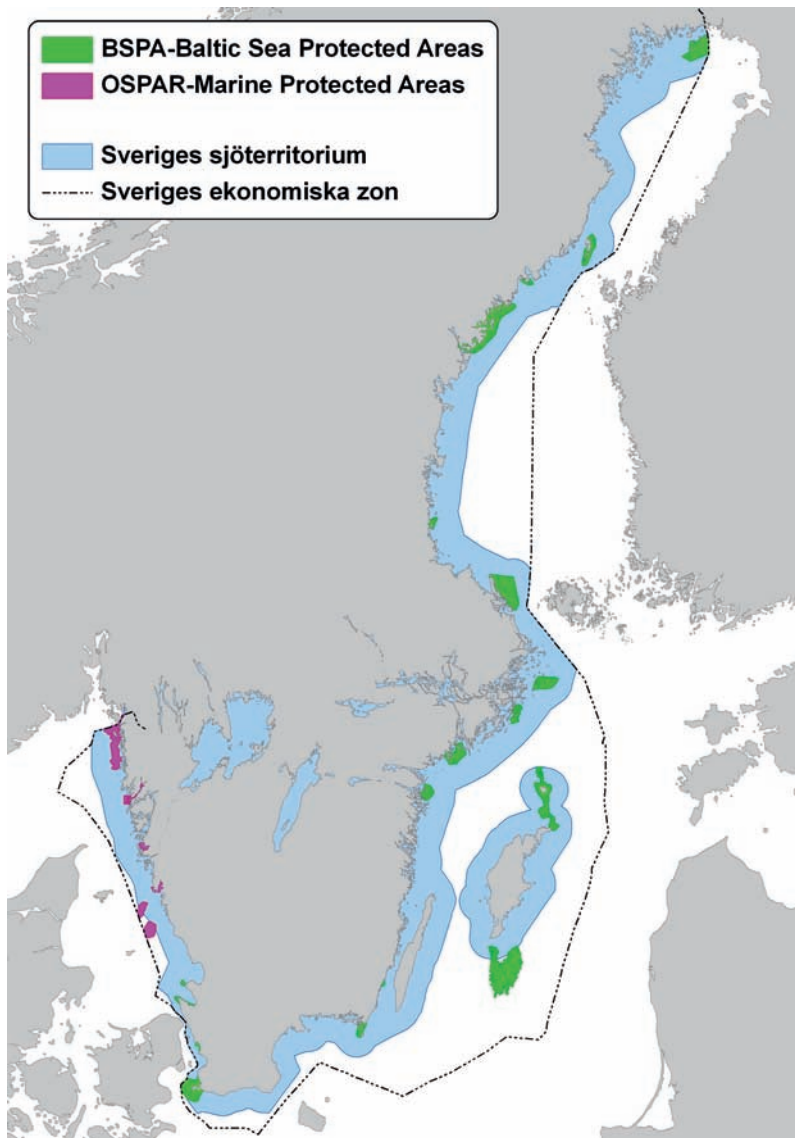 BSPA-Baltic Sea Protected Areas
OSPAR-Marine Protected Areas
Sveriges sjöterritorium
Sveriges ekonomiska zon